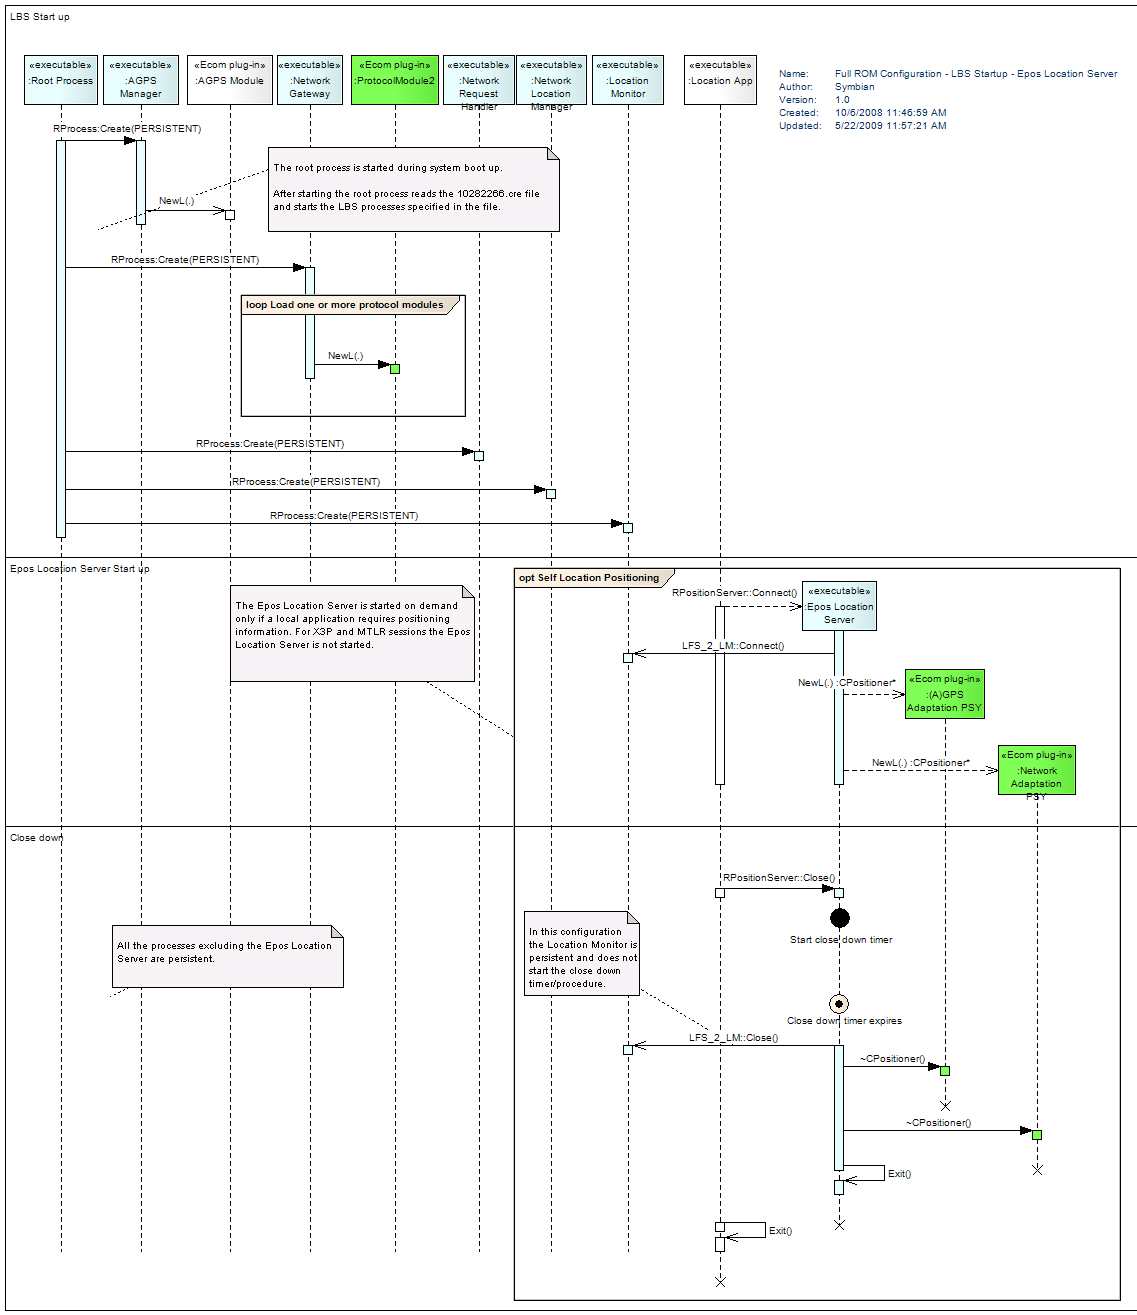 LBS Start up
«executable»
:Root Process
«executable»
:AGPS
Manager
«Ecom plug-in»
:AGPS Module
«executable»
:Network
Gateway
«Ecom plug-in»
:ProtocolModule2
«executable»
:Network
Request
Handler
«executable»
:Network
Location
Manager
«executable»
:Location
Monitor
«executable»
:Location App
Name: Full ROM Configuration - LBS Startup - Epos Location Server
Author: Symbian
Version: 1.0
Created: 10/6/2008 11:46:59 AM
Updated: 5/22/2009 11:57:21 AM
RProcess:Create(PERSISTENT)
The root process is started during system boot up.
After starting the root process reads the 10282266.cre file
and starts the LBS processes specified in the file.
NewL(.)
RProcess:Create(PERSISTENT)
loop Load one or more protocol modules
NewL(.)
RProcess:Create(PERSISTENT)
RProcess:Create(PERSISTENT)
RProcess:Create(PERSISTENT)
Epos Location Server Start up
opt Self Location Positioning
The Epos Location Server is started on demand
only if a local application requires positioning
information. For X3P and MTLR sessions the Epos
Location Server is not started.
RPositionServer::Connect()
«executable»
:Epos Location
Server
LFS_2_LM::Connect()
NewL(.) :CPositioner*
«Ecom plug-in»
:(A)GPS
Adaptation PSY
NewL(.) :CPositioner*
«Ecom plug-in»
:Network
Adaptation
PSY
Close down
RPositionServer::Close()
Start close down timer
All the processes excluding the Epos Location
Server are persistent.
In this configuration
the Location Monitor is
persistent and does not
start the close down
timer/procedure.
Close down timer expires
LFS_2_LM::Close()
~CPositioner()
~CPositioner()
Exit()
Exit()